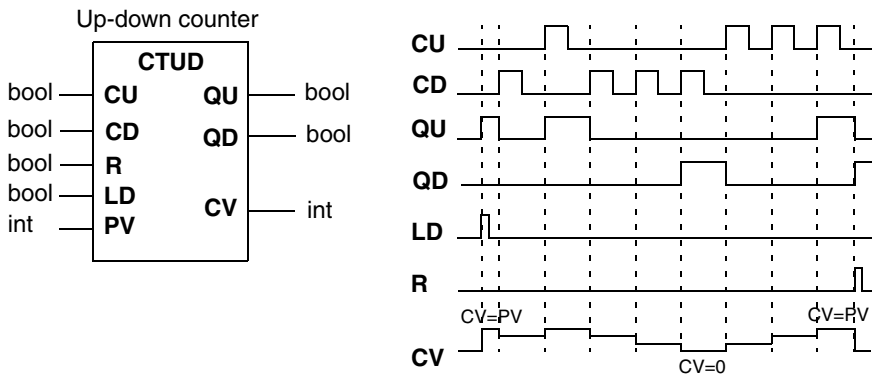 Up-down counter
CTUD
bool CU QU bool
bool CD QD bool
bool R
bool LD CV int
int PV
CU
CD
QU
QD
LD
R
CV=PV CV=PV
CV
CV=0